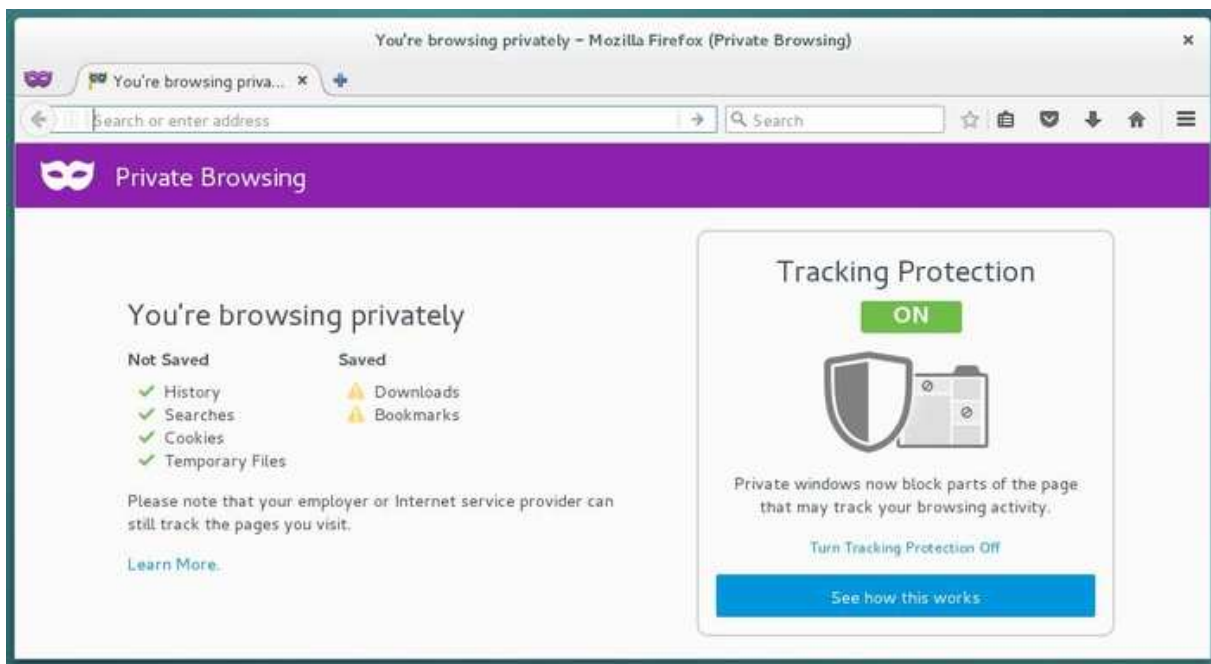 You're browsing privately – Mozilla Firefox (Private Browsing)
You're browsing priva...
Search or enter address
Search
Private Browsing
You're browsing privately
Not Saved
Saved
History
Downloads
Searches
Bookmarks
Cookies
Temporary Files
Please note that your employer or Internet service provider can
still track the pages you visit.
Learn More.
Tracking Protection
ON
Private windows now block parts of the page
that may track your browsing activity.
Turn Tracking Protection Off
See how this works